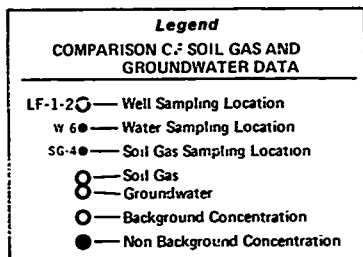 Legend
COMPARISON C.F SOIL GAS AND
GROUNDWATER DATA
LF-1-2 — Well Sampling Location
W 6 — Water Sampling Location
SG-4 — Soil Gas Sampling Location
Soil Gas
Groundwater
Background Concentration
Non Background Concentration